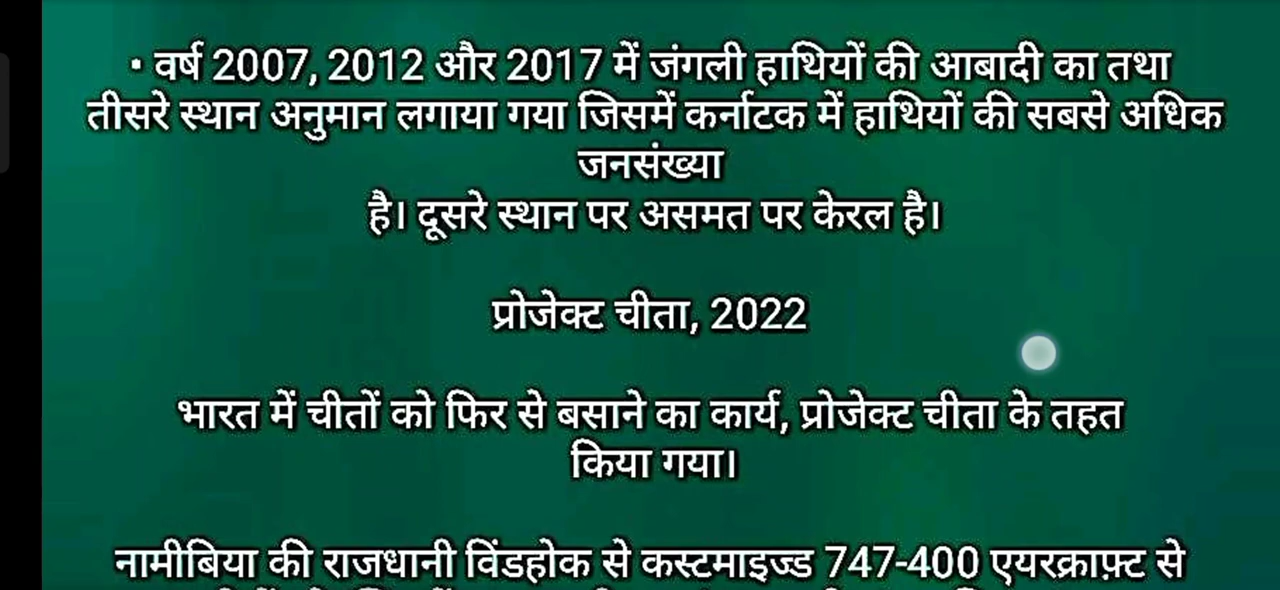 • वर्ष 2007, 2012 और 2017 में जंगली हाथियों की आबादी का तथा
तीसरे स्थान अनुमान लगाया गया जिसमें कर्नाटक में हाथियों की सबसे अधिक
जनसंख्या
है। दूसरे स्थान पर असमत पर केरल है।
प्रोजेक्ट चीता, 2022
भारत में चीतों को फिर से बसाने का कार्य, प्रोजेक्ट चीता के तहत
किया गया।
नामीबिया की राजधानी विंडहोक से कस्टमाइज्ड 747-400 एयरक्राफ़्ट से